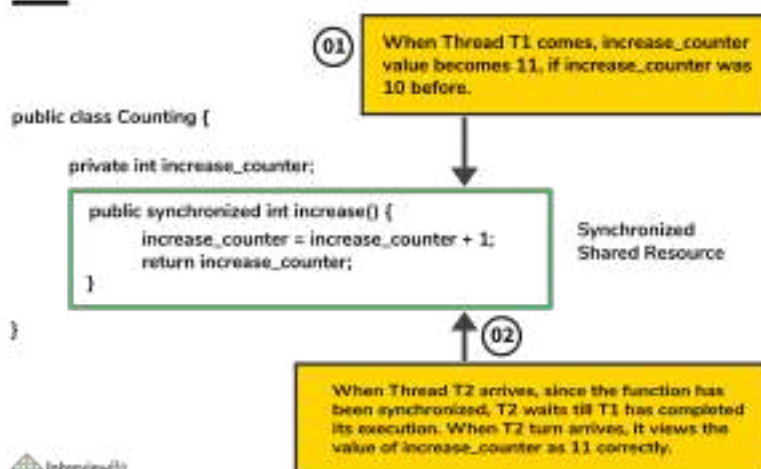 01
When Thread T1 comes, increase_counter
value becomes 11, if increase_counter was
10 before.
public class Counting {
private int increase_counter;
public synchronized int increase() {
increase_counter = increase_counter + 1;
return increase_counter;
}
Synchronized
Shared Resource
}
02
When Thread T2 arrives, since the function has
been synchronized, T2 waits till T1 has completed
its execution. When T2 turn arrives, it views the
value of increase_counter as 11 correctly.